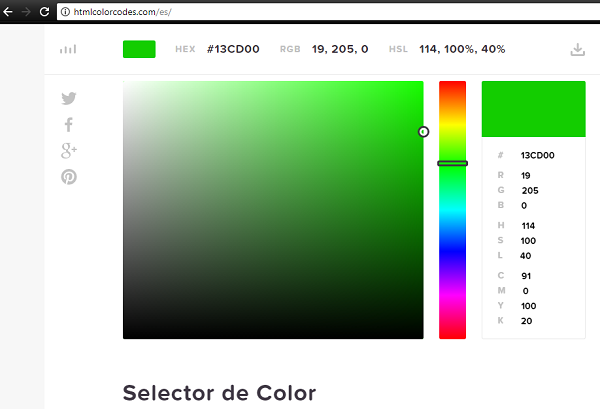 htmlcolorcodes.com/es/
HEX #13CD00 RGB 19, 205, 0 HSL 114, 100%, 40%
# 13CD00
R 19
G 205
B 0
H 114
S 100
L 40
C 91
M 0
Y 100
K 20
Selector de Color